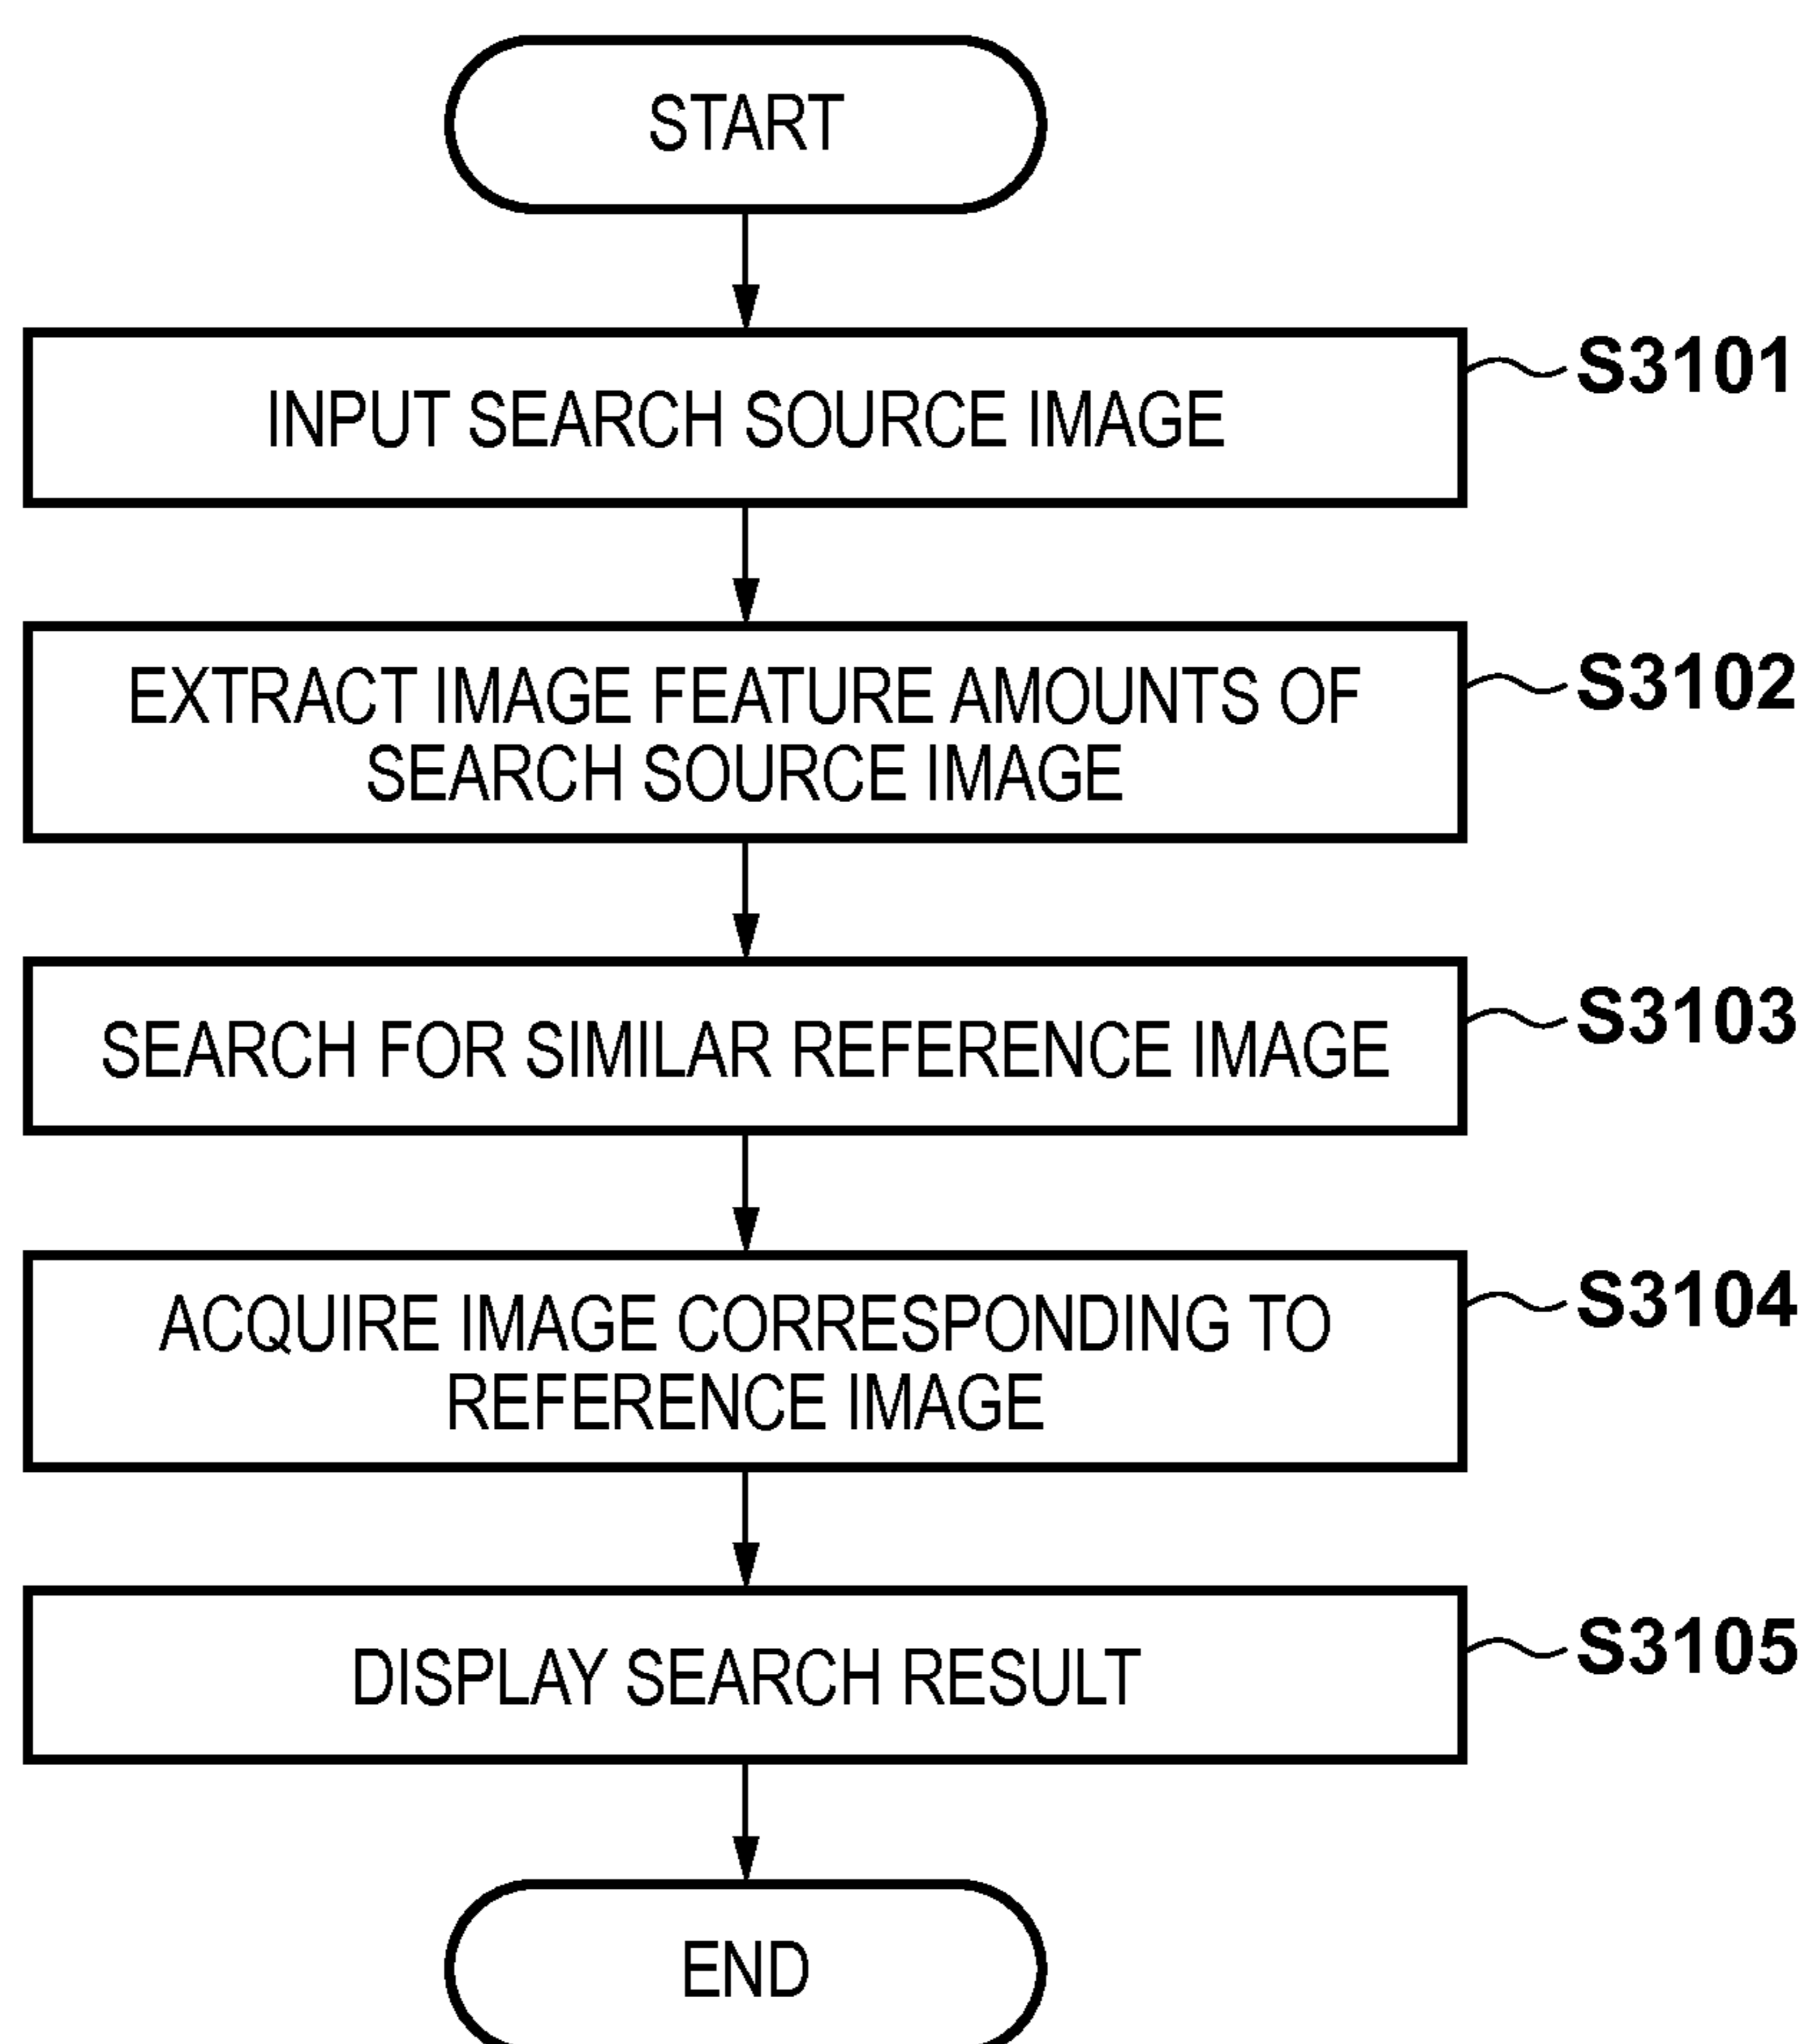 START
INPUT SEARCH SOURCE IMAGE
S3101
EXTRACT IMAGE FEATURE AMOUNTS OF
SEARCH SOURCE IMAGE
S3102
SEARCH FOR SIMILAR REFERENCE IMAGE
S3103
ACQUIRE IMAGE CORRESPONDING TO
REFERENCE IMAGE
S3104
DISPLAY SEARCH RESULT
S3105
END